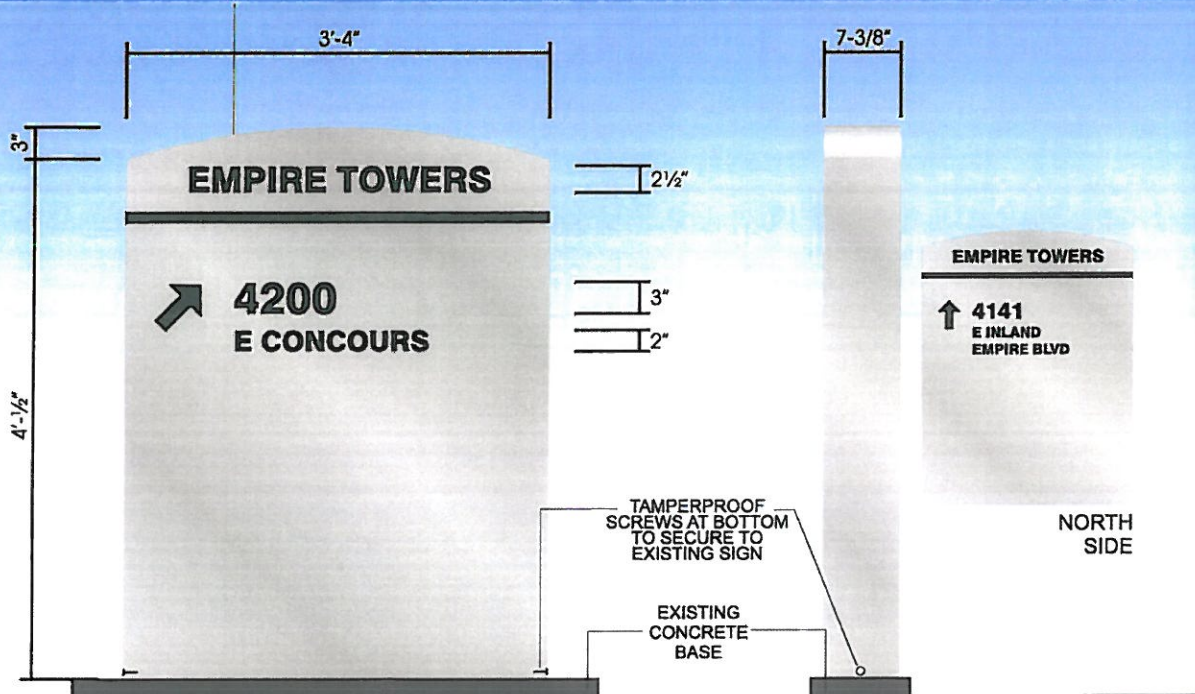 3'-4"
7-3/8"
3"
EMPIRE TOWERS
2½"
4200
E CONCOURS
3"
2"
4'-½"
EMPIRE TOWERS
4141
E INLAND
EMPIRE BLVD
NORTH
SIDE
TAMPERPROOF
SCREWS AT BOTTOM
TO SECURE TO
EXISTING SIGN
EXISTING
CONCRETE
BASE